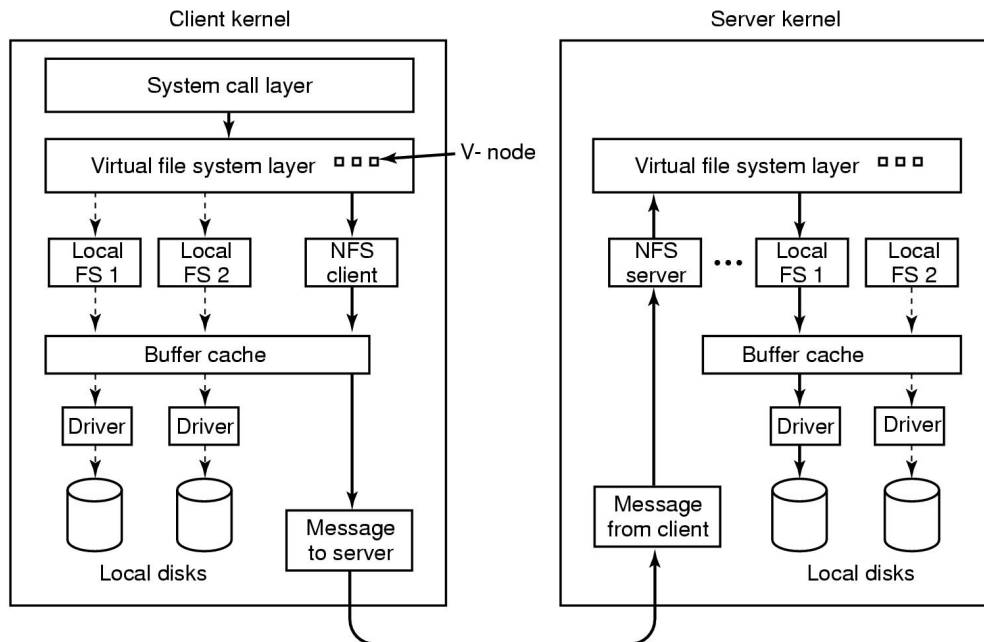 Client kernel
System call layer
Virtual file system layer
V- node
Local
FS 1
Local
FS 2
NFS
client
Buffer cache
Driver
Driver
Message
to server
Local disks
Server kernel
Virtual file system layer
NFS
server
Local
FS 1
Local
FS 2
Buffer cache
Driver
Driver
Message
from client
Local disks